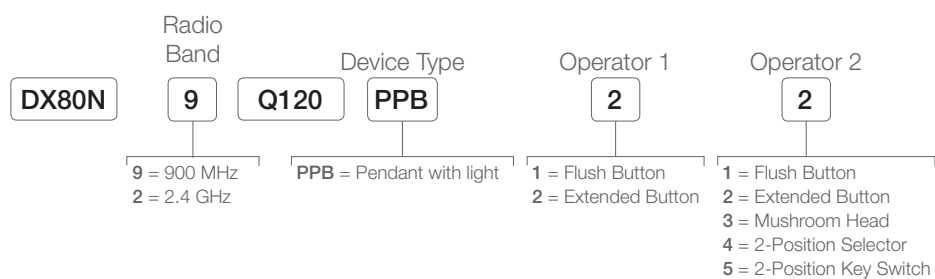 Radio
Band
Device Type
Operator 1
Operator 2
DX80N 9 Q120 PPB 2 2
9 = 900 MHz
2 = 2.4 GHz
PPB = Pendant with light
1 = Flush Button
2 = Extended Button
1 = Flush Button
2 = Extended Button
3 = Mushroom Head
4 = 2-Position Selector
5 = 2-Position Key Switch